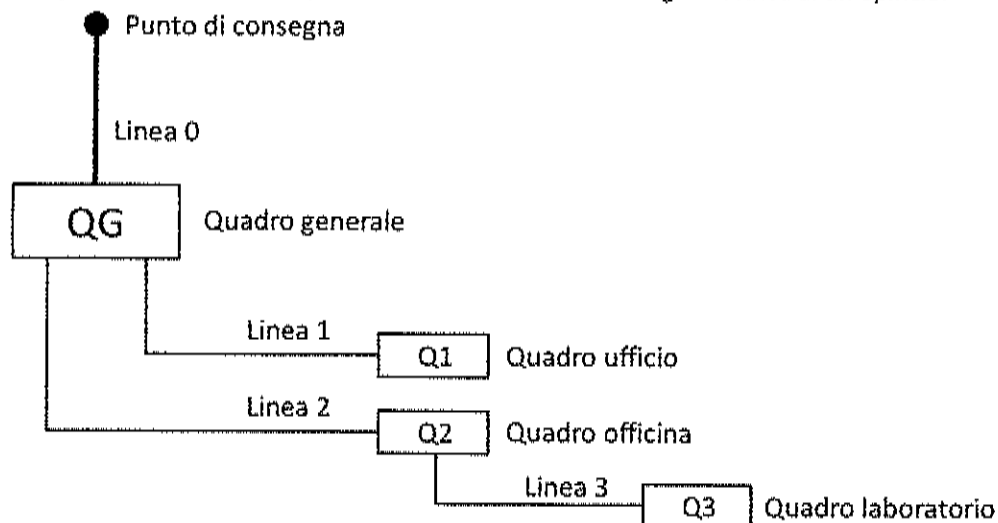 Punto di consegna
Linea 0
QG Quadro generale
Linea 1
Q1 Quadro ufficio
Linea 2
Q2 Quadro officina
Linea 3
Q3 Quadro laboratorio